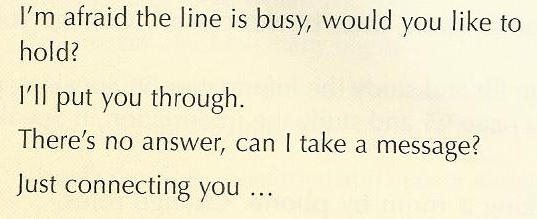 I'm afraid the line is busy, would you like to
hold?
I'll put you through.
There's no answer, can I take a message?
Just connecting you ...